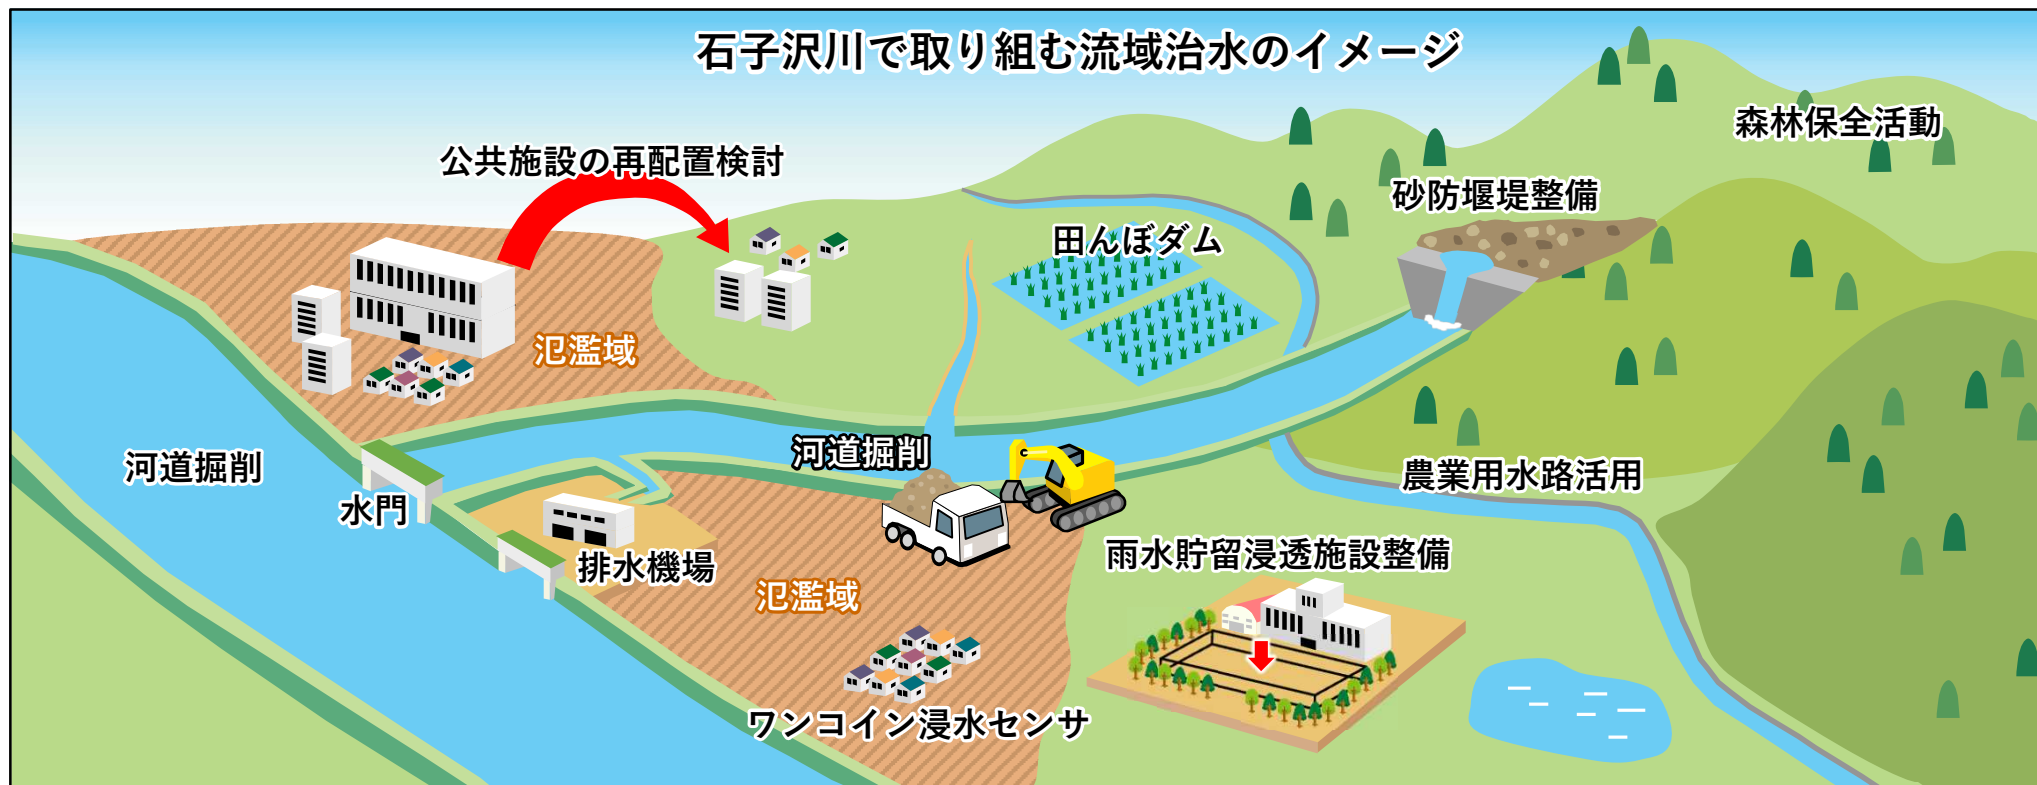 石子沢川で取り組む流域治水のイメージ
森林保全活動
公共施設の再配置検討
砂防堰堤整備
田んぼダム
氾濫域
河道掘削
河道掘削
農業用水路活用
水門
排水機場
雨水貯留浸透施設整備
氾濫域
ワンコイン浸水センサ